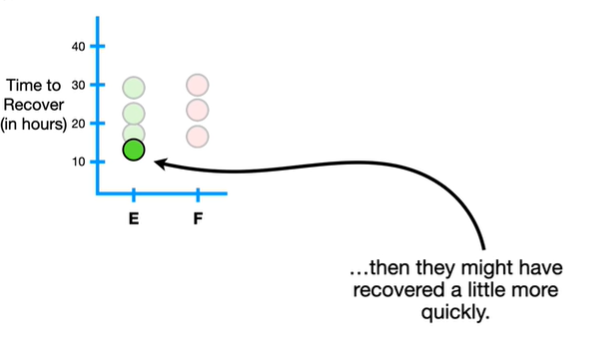 40
Time to 30
Recover
(in hours) 20
10
E F
...then they might have
recovered a little more
quickly.